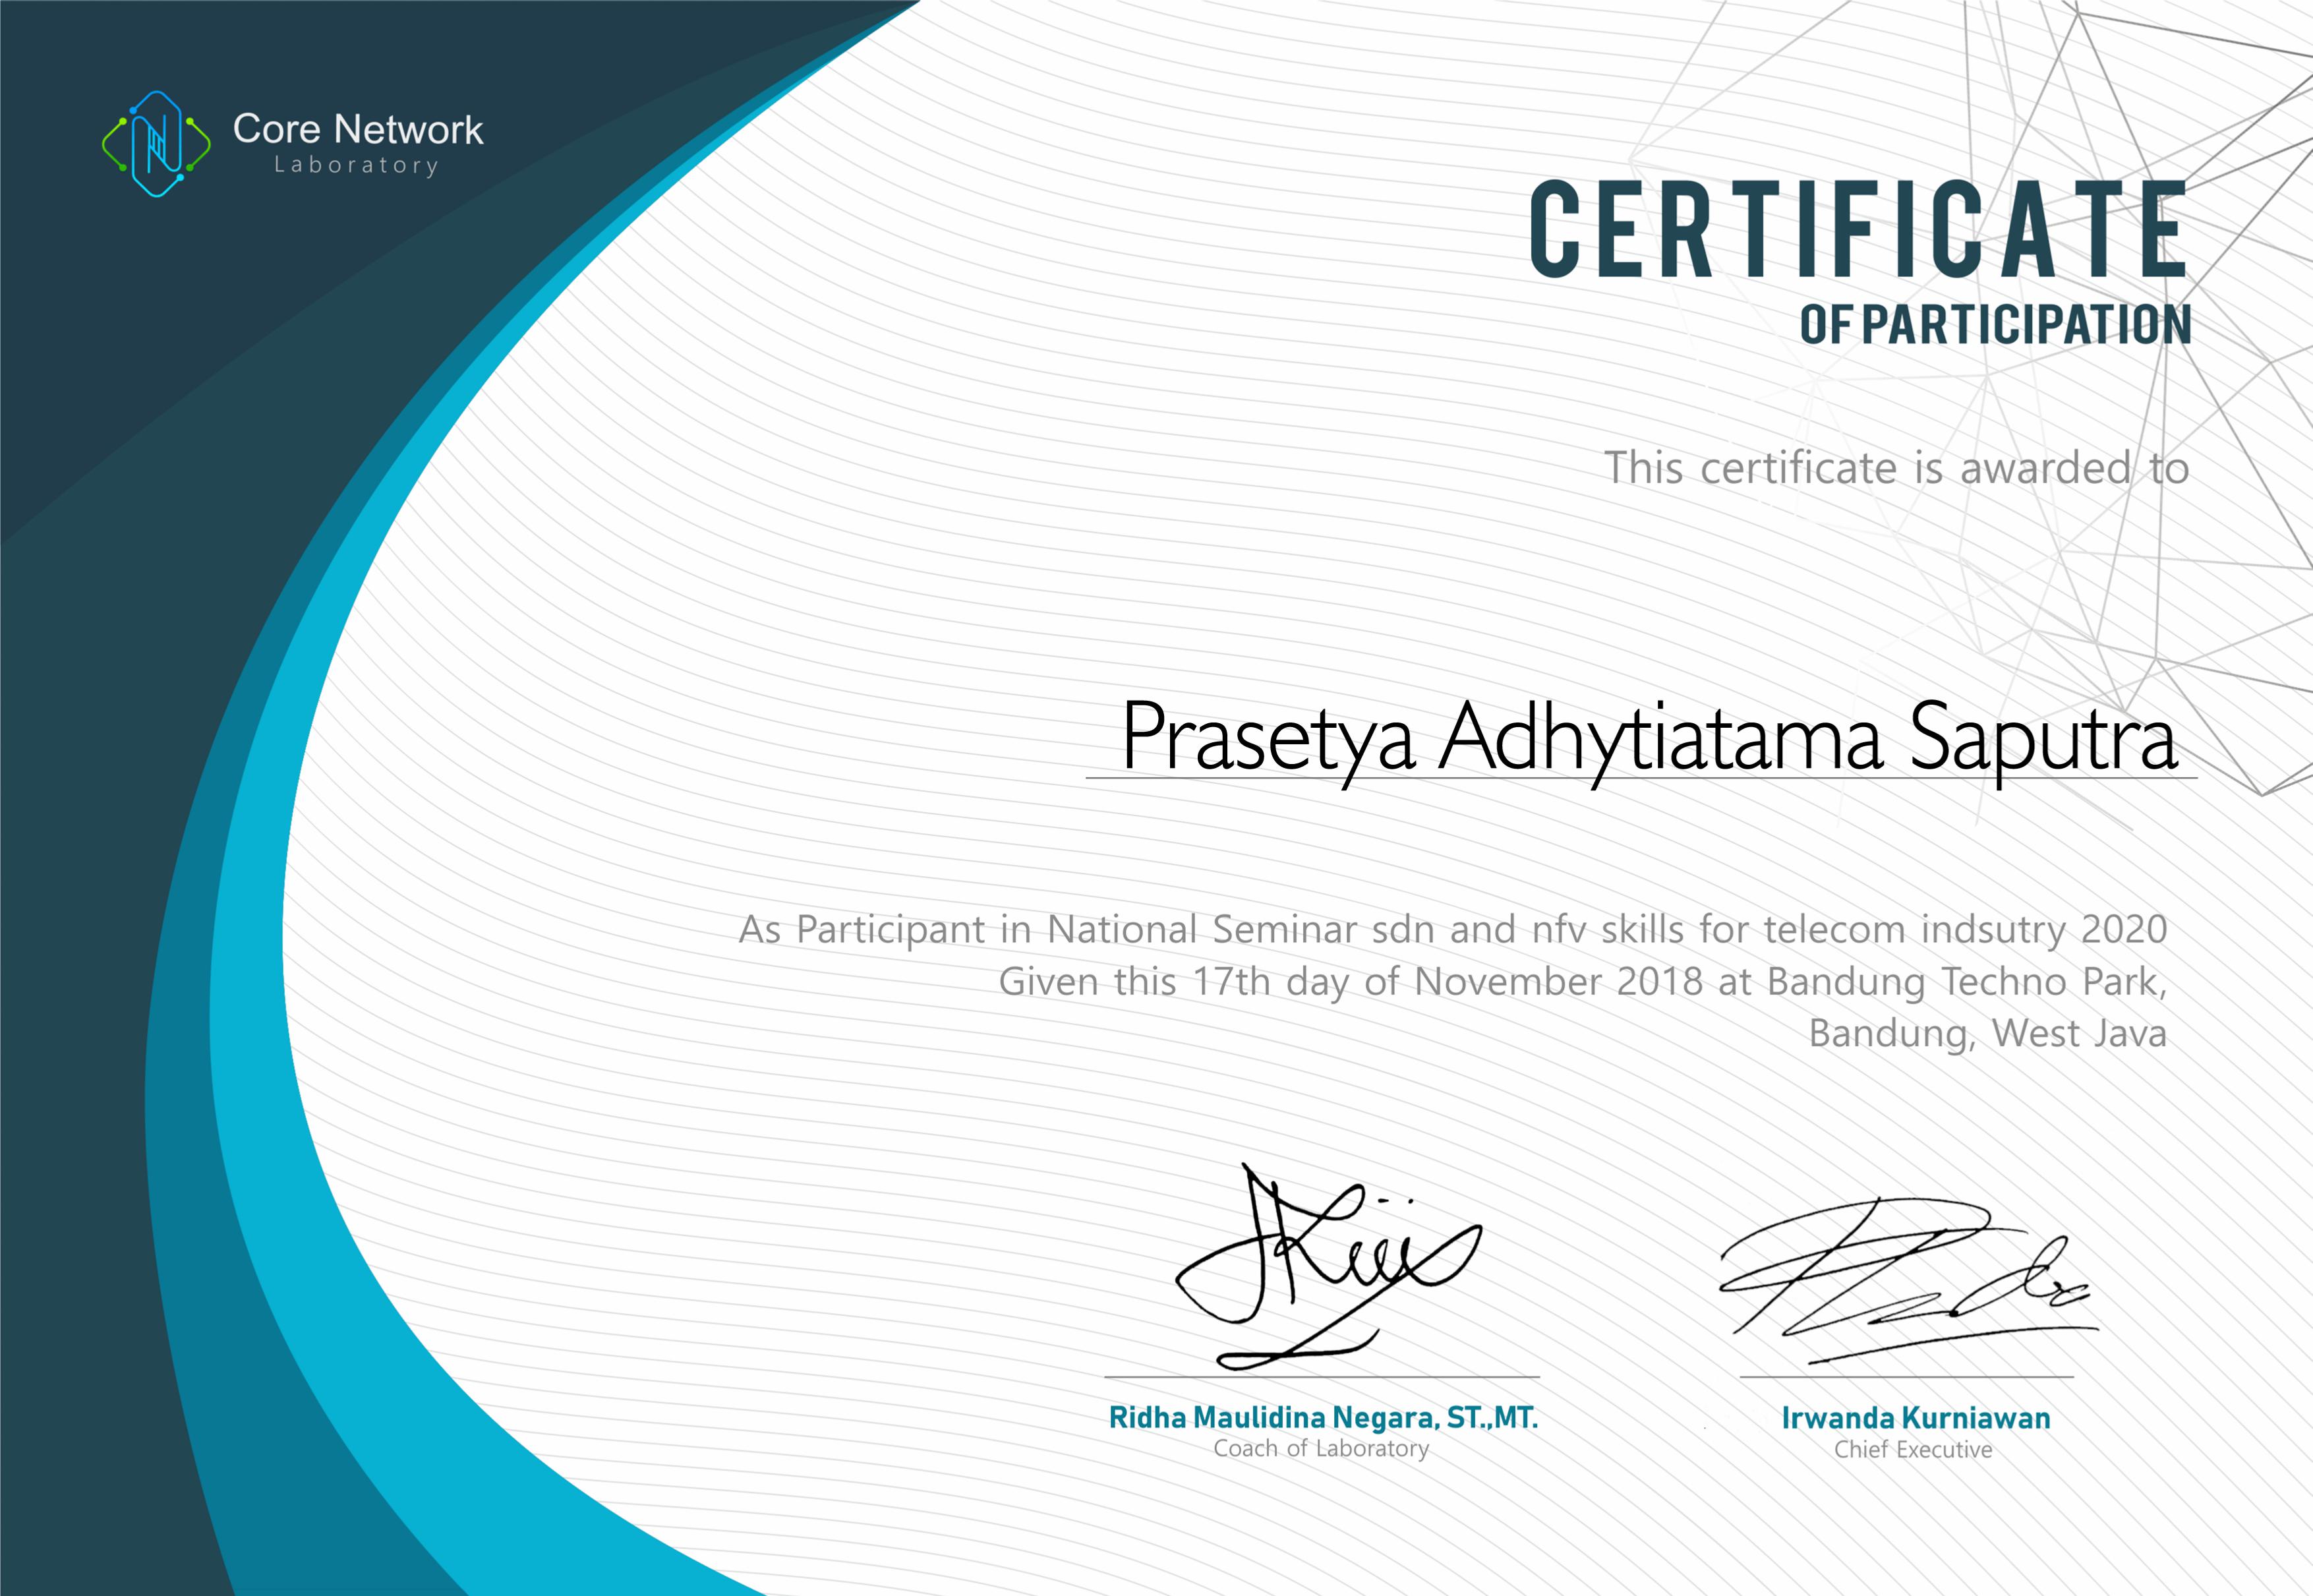 Core Network
Laboratory
CERTIFICATE
OF PARTICIPATION
This certificate is awarded to
Prasetya Adhytiatama Saputra
As Participant in National Seminar sdn and nfv skills for telecom indsutry 2020
Given this 17th day of November 2018 at Bandung Techno Park,
Bandung, West Java
Ridha Maulidina Negara, ST.,MT.
Coach of Laboratory
Irwanda Kurniawan
Chief Executive